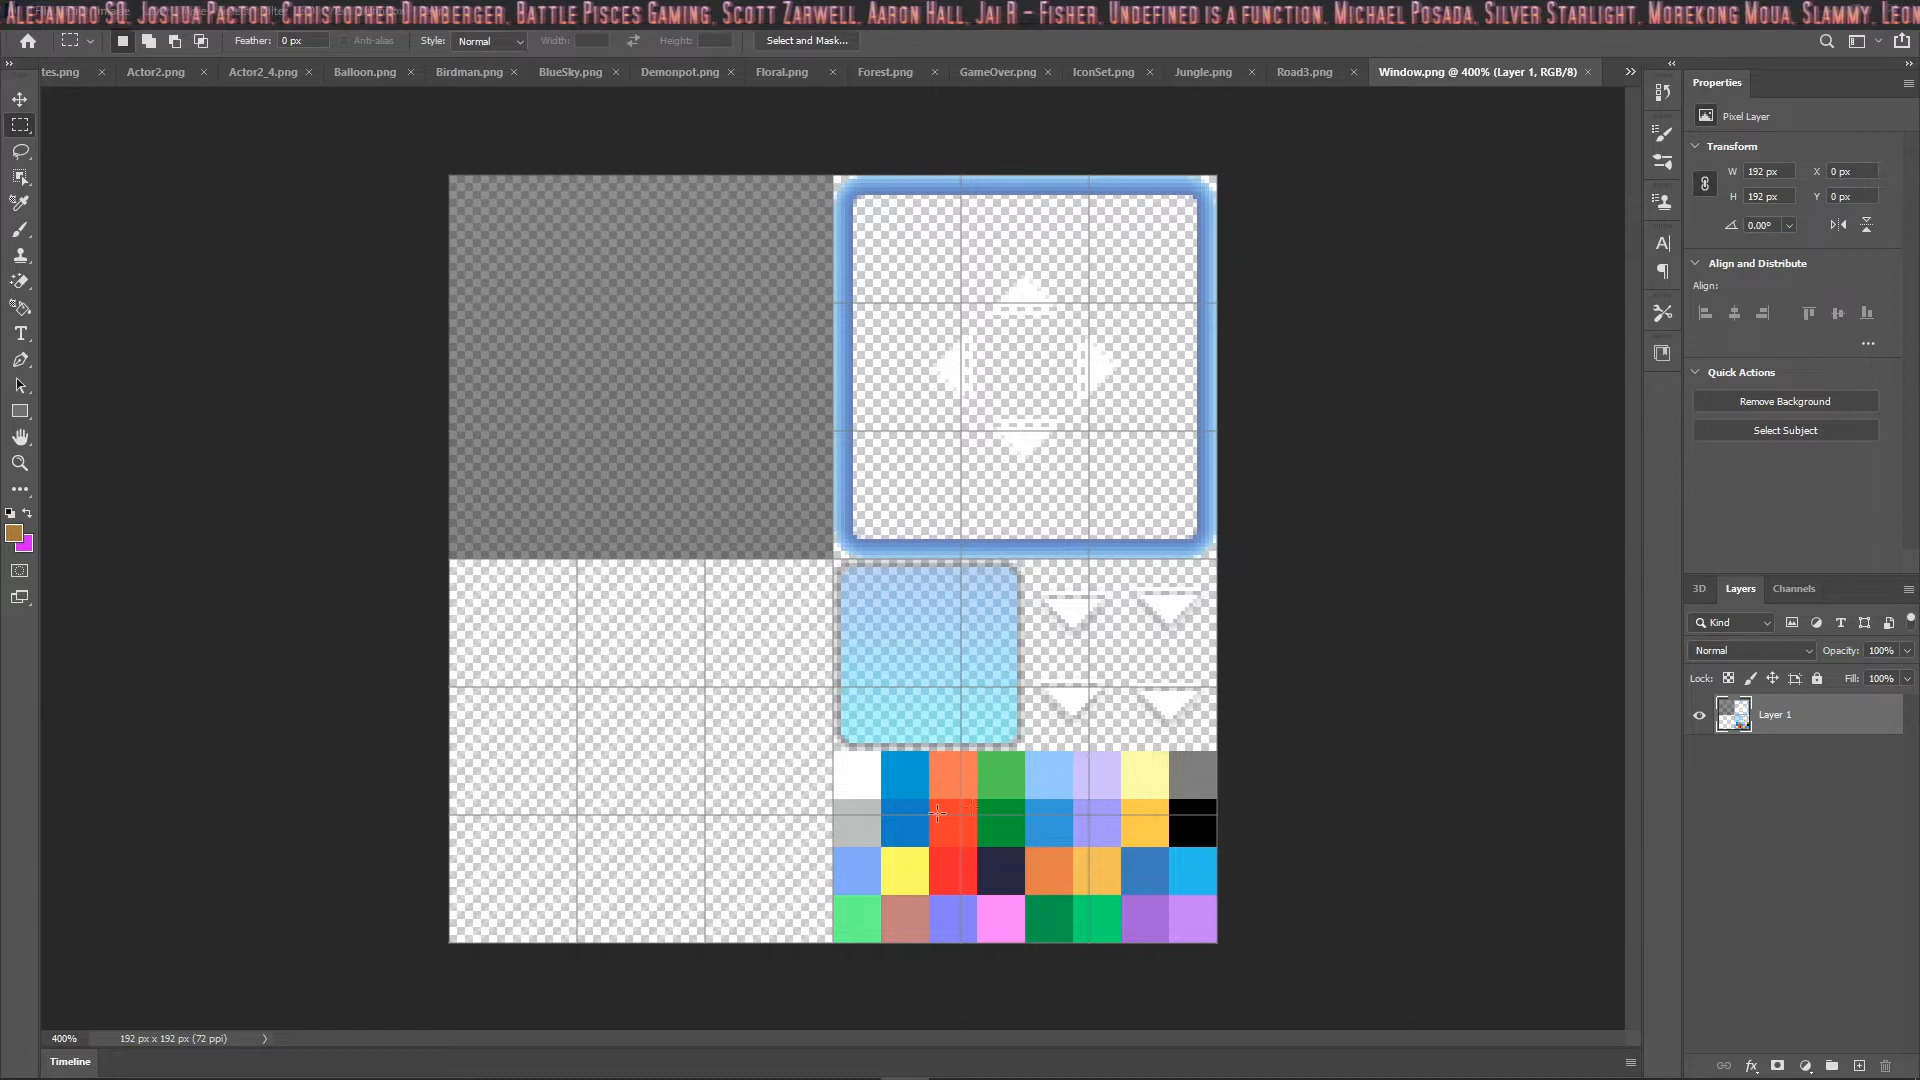 Alejandro SQ, Joshua Pacto, Christopher Dinnberger, Battle Pisces Gaming, Scott Zarwell, Aaron Hall, Jai R - Fisher, Undefined is a function, Michael Posada, Silver Starlight, Morekong Moua, Slammy, Leon
Feather: 0 px Anti-alias Style: Normal Width: Height: Select and Mask...
tes.png Actor2.png Actor2_4.png Balloon.png Birdman.png BlueSky.png Demonpot.png Floral.png Forest.png GameOver.png IconSet.png Jungle.png Road3.png Window.png @ 400% (Layer 1, RGB/8)
Properties
Pixel Layer
Transform
W 192 px X 0 px
H 192 px Y 0 px
0.00°
Align and Distribute
Align:
Quick Actions
Remove Background
Select Subject
3D Layers Channels
Kind
Normal Opacity: 100%
Lock: Fill: 100%
Layer 1
400% 192 px x 192 px (72 ppi)
Timeline